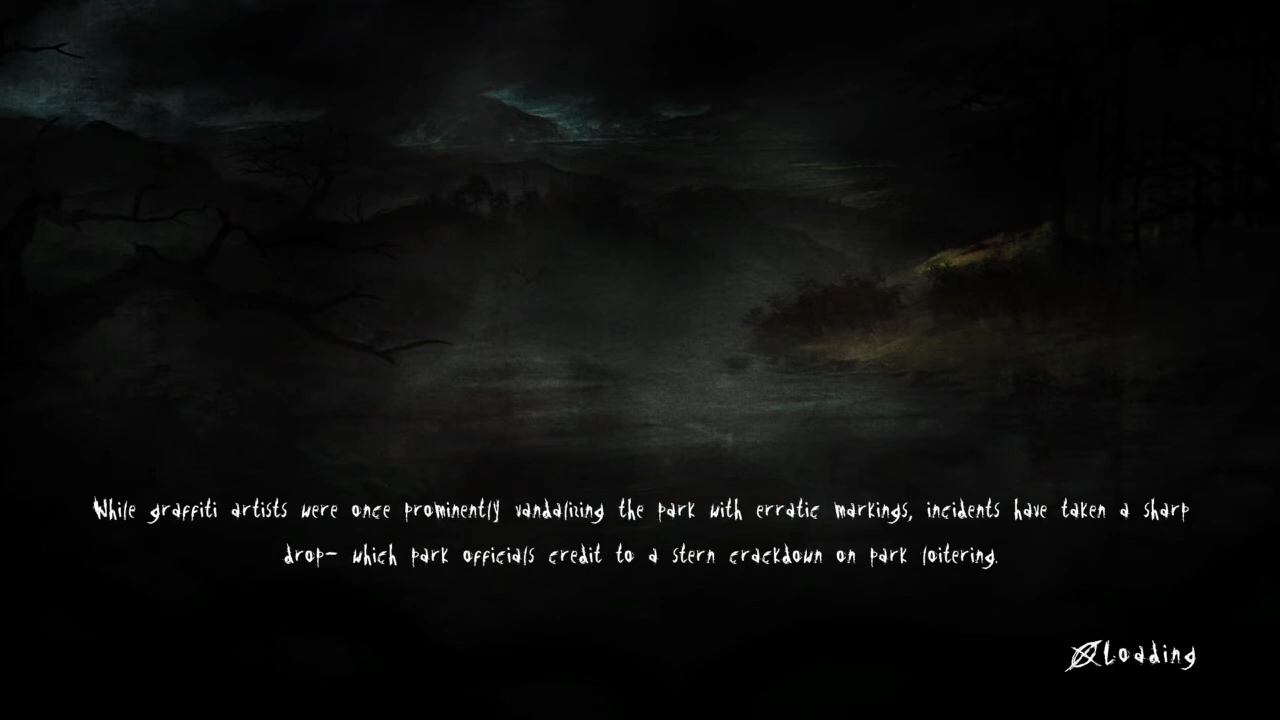 While graffiti artists were once prominently vandalizing the park with erratic markings, incidents have taken a sharp
drop- which park officials credit to a stern crackdown on park loitering.
Loading